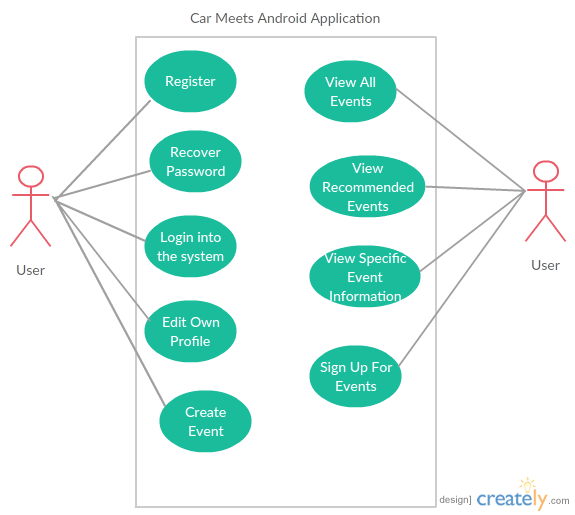 Car Meets Android Application
Register
Recover
Password
Login into
the system
Edit Own
Profile
Create
Event
View All
Events
View
Recommended
Events
View Specific
Event
Information
Sign Up For
Events
User
User
design] creately.com